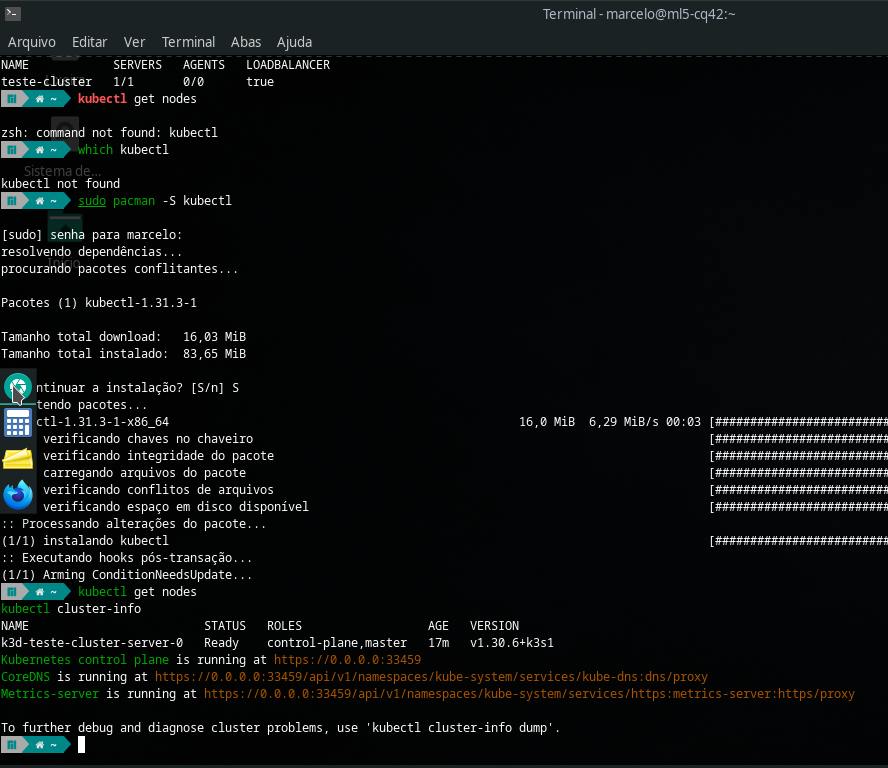 Terminal - marcelo@ml5-cq42:~
Arquivo Editar Ver Terminal Abas Ajuda
NAME SERVERS AGENTS LOADBALANCER
teste-cluster 1/1 0/0 true
~ kubectl get nodes
zsh: command not found: kubectl
~ which kubectl
Sistema de...
kubectl not found
~ sudo pacman -S kubectl
[sudo] senha para marcelo:
resolvendo dependências...
Início
procurando pacotes conflitantes...
Pacotes (1) kubectl-1.31.3-1
Tamanho total download: 16,03 MiB
Tamanho total instalado: 83,65 MiB
ntinuar a instalação? [S/n] S
tendo pacotes...
ctl-1.31.3-1-x86_64 16,0 MiB 6,29 MiB/s 00:03 [#########################
verificando chaves no chaveiro [#########################
verificando integridade do pacote [#########################
carregando arquivos do pacote [#########################
verificando conflitos de arquivos [#########################
verificando espaço em disco disponível [#########################
:: Processando alterações do pacote...
(1/1) instalando kubectl [#########################
:: Executando hooks pós-transação...
(1/1) Arming ConditionNeedsUpdate...
~ kubectl get nodes
kubectl cluster-info
NAME STATUS ROLES AGE VERSION
k3d-teste-cluster-server-0 Ready control-plane,master 17m v1.30.6+k3s1
Kubernetes control plane is running at https://0.0.0.0:33459
CoreDNS is running at https://0.0.0.0:33459/api/v1/namespaces/kube-system/services/kube-dns:dns/proxy
Metrics-server is running at https://0.0.0.0:33459/api/v1/namespaces/kube-system/services/https:metrics-server:https/proxy
To further debug and diagnose cluster problems, use 'kubectl cluster-info dump'.
~